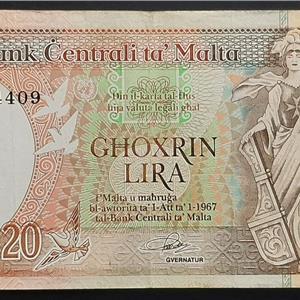 Bank Ċentrali ta' Malta
4409
Din il-karta tal-flus
hija valuta legali għal
GĦOXRIN
LIRA
f'Malta u maħruġa
bl-awtorità ta' l-Att ta' l-1967
tal-Bank Ċentrali ta' Malta
20
GVERNATUR